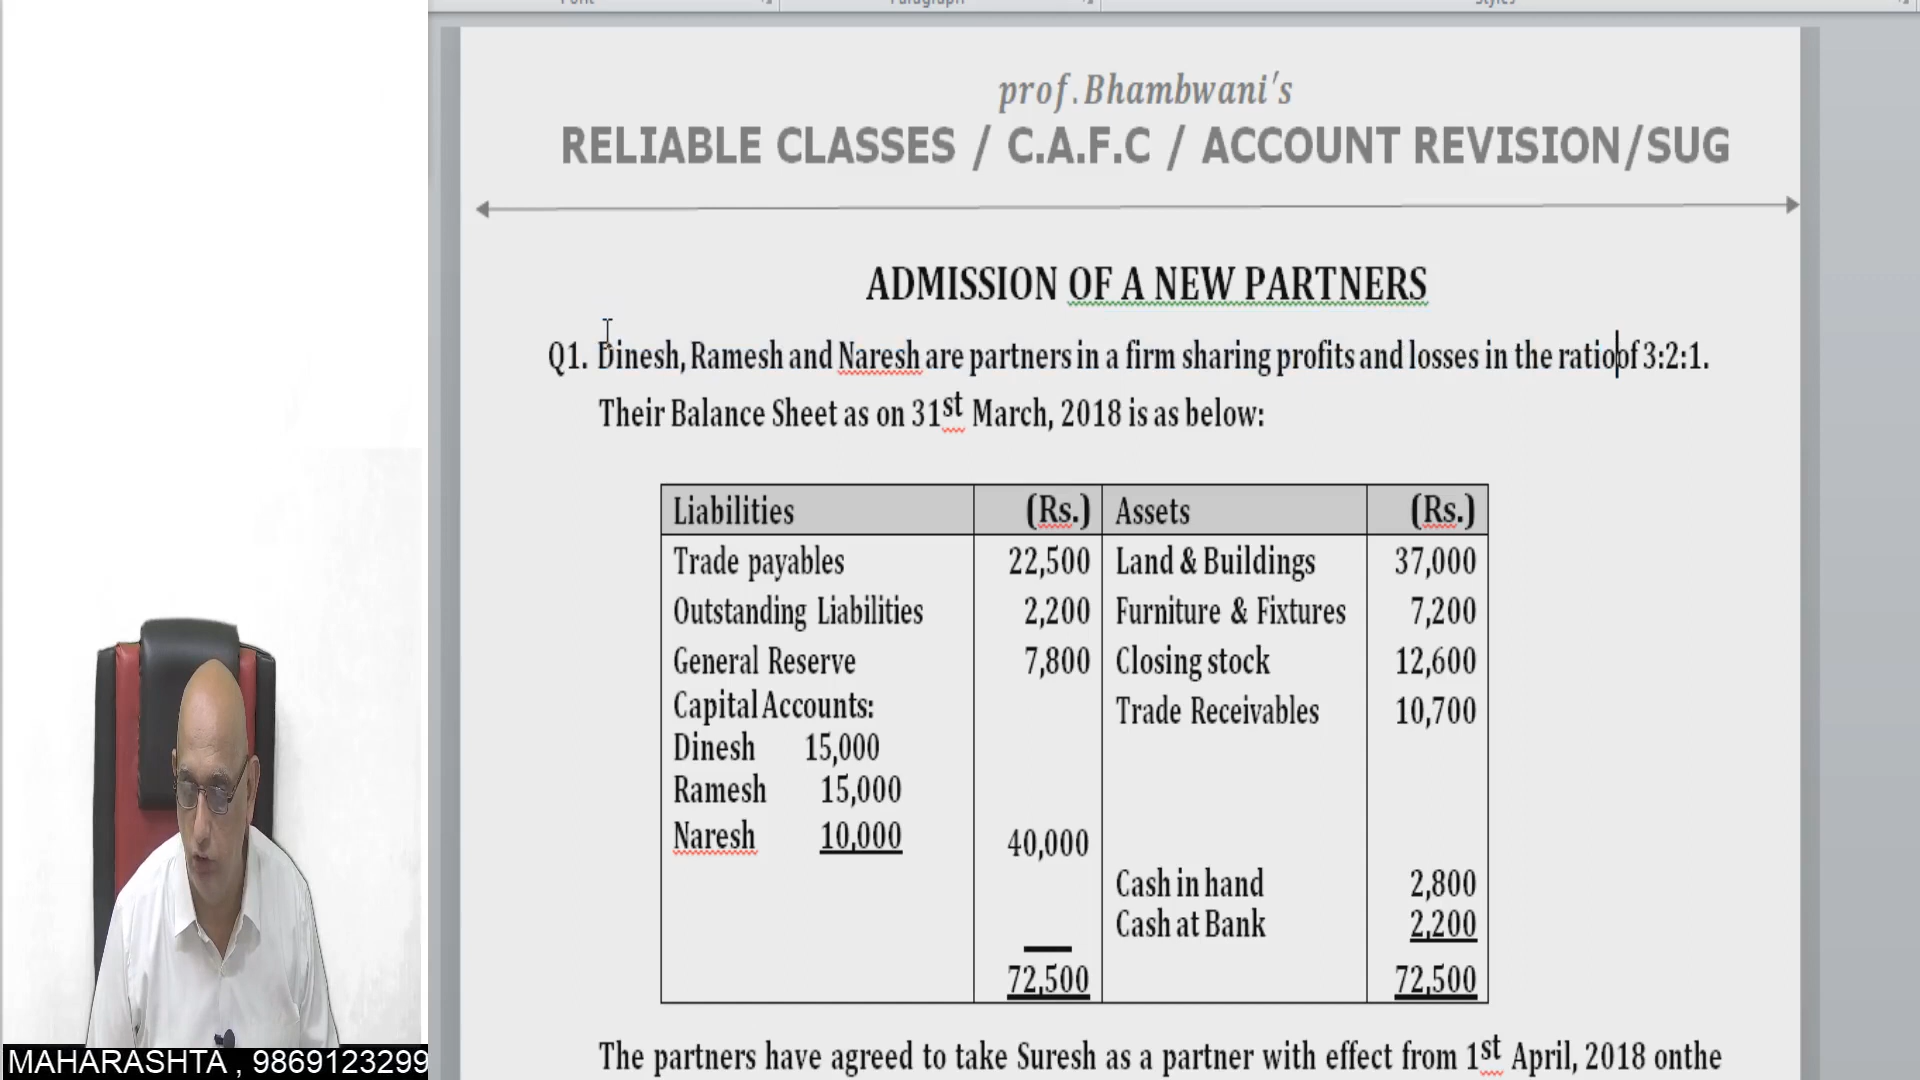 Font Paragraph Styles
prof.Bhambwani's
RELIABLE CLASSES / C.A.F.C / ACCOUNT REVISION/SUG
ADMISSION OF A NEW PARTNERS
Q1. Dinesh, Ramesh and Naresh are partners in a firm sharing profits and losses in the ratioof 3:2:1.
Their Balance Sheet as on 31st March, 2018 is as below:
Liabilities (Rs.) Assets (Rs.)
Trade payables 22,500 Land & Buildings 37,000
Outstanding Liabilities 2,200 Furniture & Fixtures 7,200
General Reserve 7,800 Closing stock 12,600
Capital Accounts: Trade Receivables 10,700
Dinesh 15,000
Ramesh 15,000
Naresh 10,000 40,000
Cash in hand 2,800
Cash at Bank 2,200
72,500 72,500
The partners have agreed to take Suresh as a partner with effect from 1st April, 2018 onthe
MAHARASHTA , 9869123299